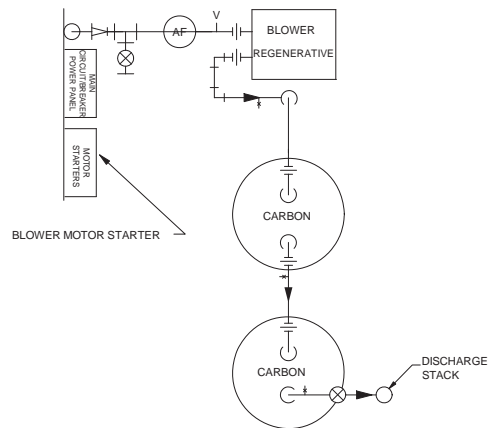 V
BLOWER
AF
REGENERATIVE
MAIN
CIRCUIT/BREAKER
POWER PANEL
MOTOR
STARTERS
CARBON
BLOWER MOTOR STARTER
DISCHARGE
STACK
CARBON